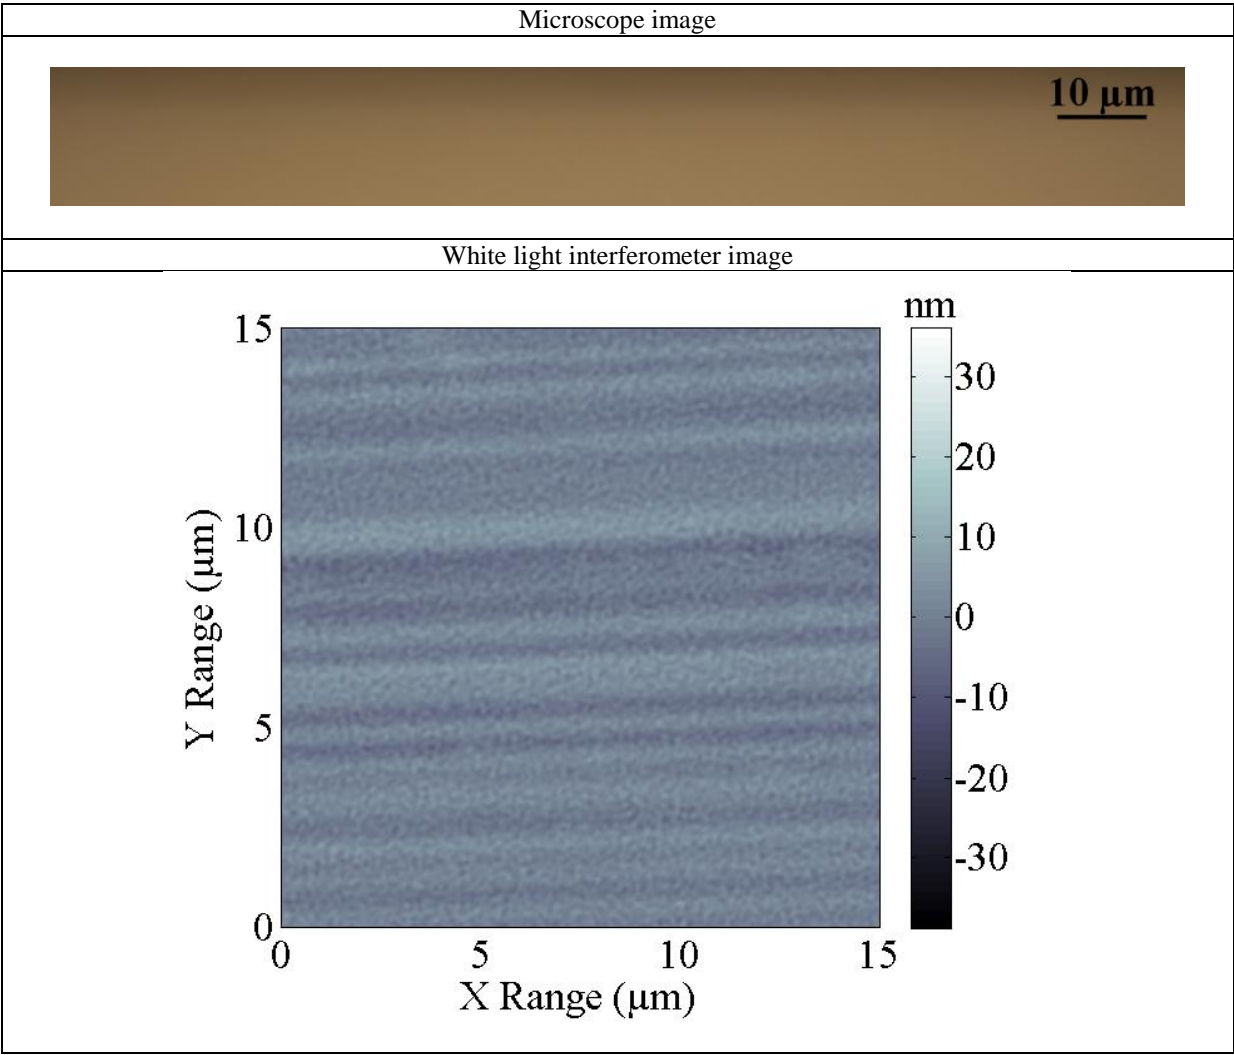 Microscope image
10 µm
White light interferometer image
nm
15
10
5
0
Y Range (µm)
0 5 10 15
X Range (µm)
30
20
10
0
-10
-20
-30